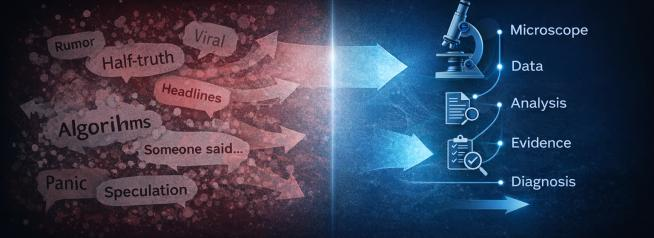 Rumor
Viral
Half-truth
Headlines
Algorihms
Someone said...
Panic
Speculation
Microscope
Data
Analysis
Evidence
Diagnosis